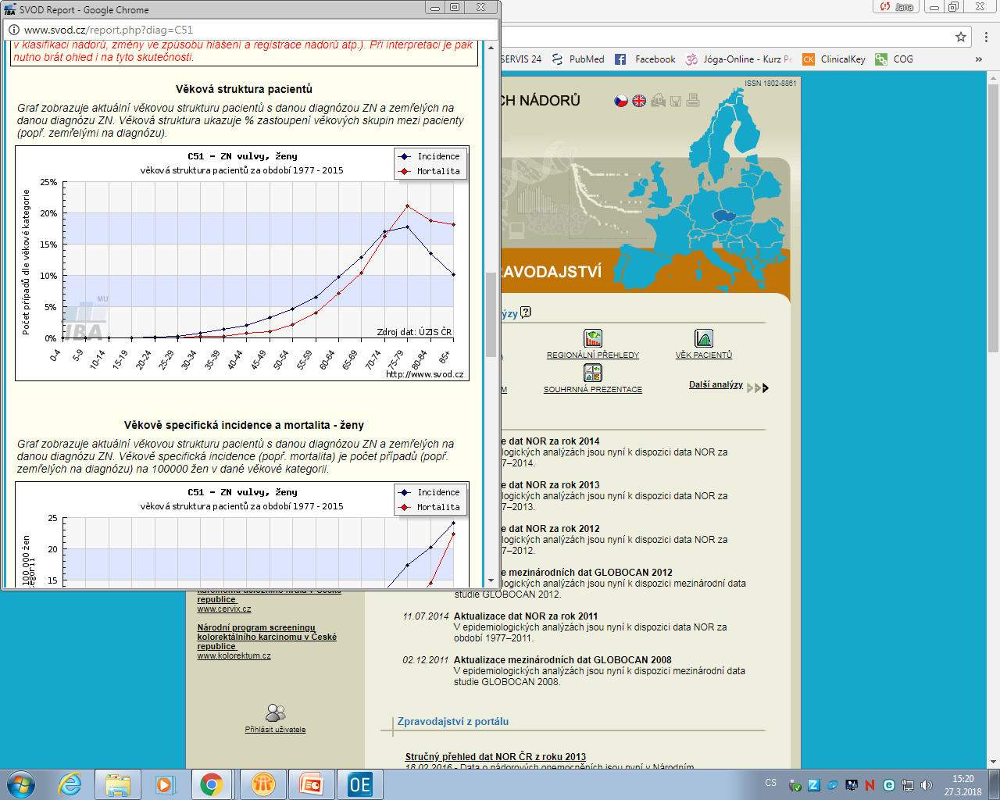 SVOD Report - Google Chrome
www.svod.cz/report.php?diag=C51
v klasifikaci nádorů, změny ve způsobu hlášení a registrace nádorů atp.). Při interpretaci je pak
nutno brát ohled i na tyto skutečnosti.
Věková struktura pacientů
Graf zobrazuje aktuální věkovou strukturu pacientů s danou diagnózou ZN a zemřelých na
danou diagnózu ZN. Věková struktura ukazuje % zastoupení věkových skupin mezi pacienty
(popř. zemřelými na diagnózu).
C51 - ZN vulvy, ženy
věková struktura pacientů za období 1977 - 2015
Incidence
Mortalita
Počet případů dle věkové kategorie
25%
20%
15%
10%
5%
0%
MU
IBA
Zdroj dat: ÚZIS ČR
0-4
5-9
10-14
15-19
20-24
25-29
30-34
35-39
40-44
45-49
50-54
55-59
60-64
65-69
70-74
75-79
80-84
85+
http://www.svod.cz
Věkově specifická incidence a mortalita - ženy
Graf zobrazuje aktuální věkovou strukturu pacientů s danou diagnózou ZN a zemřelých na
danou diagnózu ZN. Věkově specifická incidence (popř. mortalita) je počet případů (popř.
zemřelých na diagnózu) na 100000 žen v dané věkové kategorii.
C51 - ZN vulvy, ženy
věková struktura pacientů za období 1977 - 2015
Incidence
Mortalita
100 000 žen
25
20
15
Jana
SERVIS 24
PubMed
Facebook
Jóga-Online - Kurz
CK
ClinicalKey
COG
»
ISSN 1802-8861
CH NÁDORŮ
RAVODAJSTVÍ
ýzy ?
REGIONÁLNÍ PŘEHLEDY
VĚK PACIENTŮ
SOUHRNNÁ PREZENTACE
Další analýzy
e dat NOR za rok 2014
ologických analýzách jsou nyní k dispozici data NOR za
7–2014.
e dat NOR za rok 2013
ologických analýzách jsou nyní k dispozici data NOR za
7–2013.
e dat NOR za rok 2012
ologických analýzách jsou nyní k dispozici data NOR za
7–2012.
e mezinárodních dat GLOBOCAN 2012
ologických analýzách jsou nyní k dispozici mezinárodní data
studie GLOBOCAN 2012.
11.07.2014 Aktualizace dat NOR za rok 2011
V epidemiologických analýzách jsou nyní k dispozici data NOR za
období 1977–2011.
02.12.2011 Aktualizace mezinárodních dat GLOBOCAN 2008
V epidemiologických analýzách jsou nyní k dispozici mezinárodní data
studie GLOBOCAN 2008.
karcinomu děložního hrdla v České
republice
www.cervix.cz
Národní program screeningu
kolorektálního karcinomu v České
republice
www.kolorektum.cz
Přihlásit uživatele
Zpravodajství z portálu
Stručný přehled dat NOR ČR z roku 2013
18.02.2016 - Data o nádorových onemocněních jsou nyní v Národním
OE
CS
15:20
27.3.2018